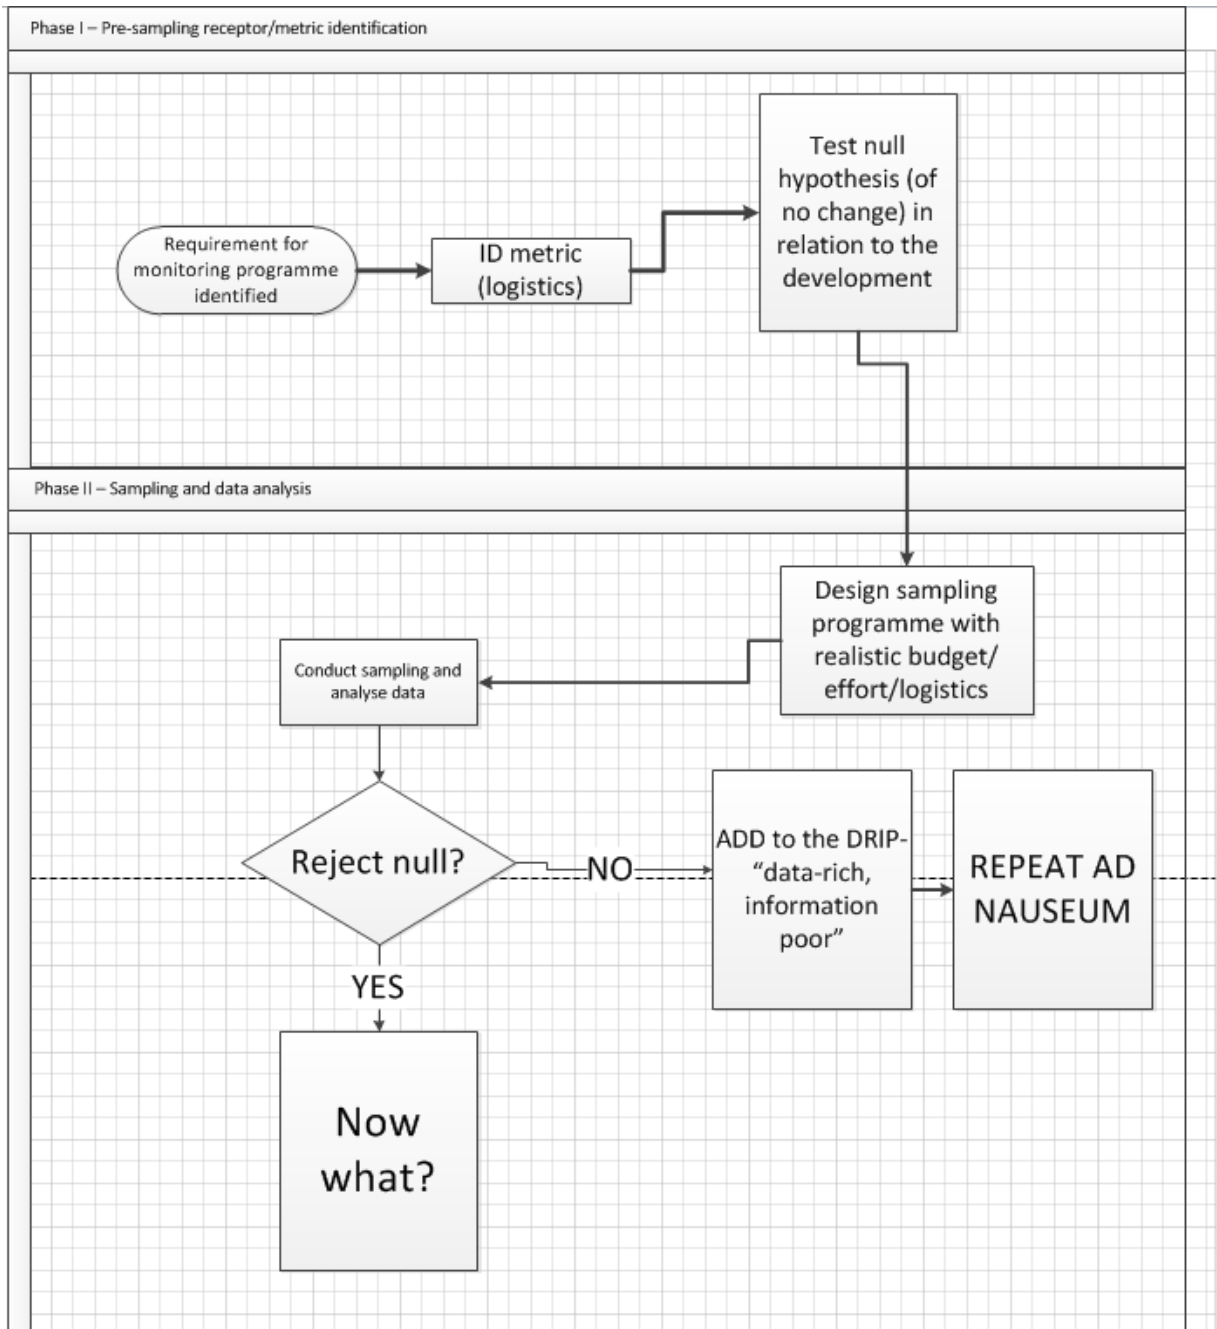 Phase I – Pre-sampling receptor/metric identification
Requirement for
monitoring programme
identified
ID metric
(logistics)
Test null
hypothesis (of
no change) in
relation to the
development
Phase II – Sampling and data analysis
Design sampling
programme with
realistic budget/
effort/logistics
Conduct sampling and
analyse data
Reject null?
NO
ADD to the DRIP-
“data-rich,
information
poor”
REPEAT AD
NAUSEUM
YES
Now
what?